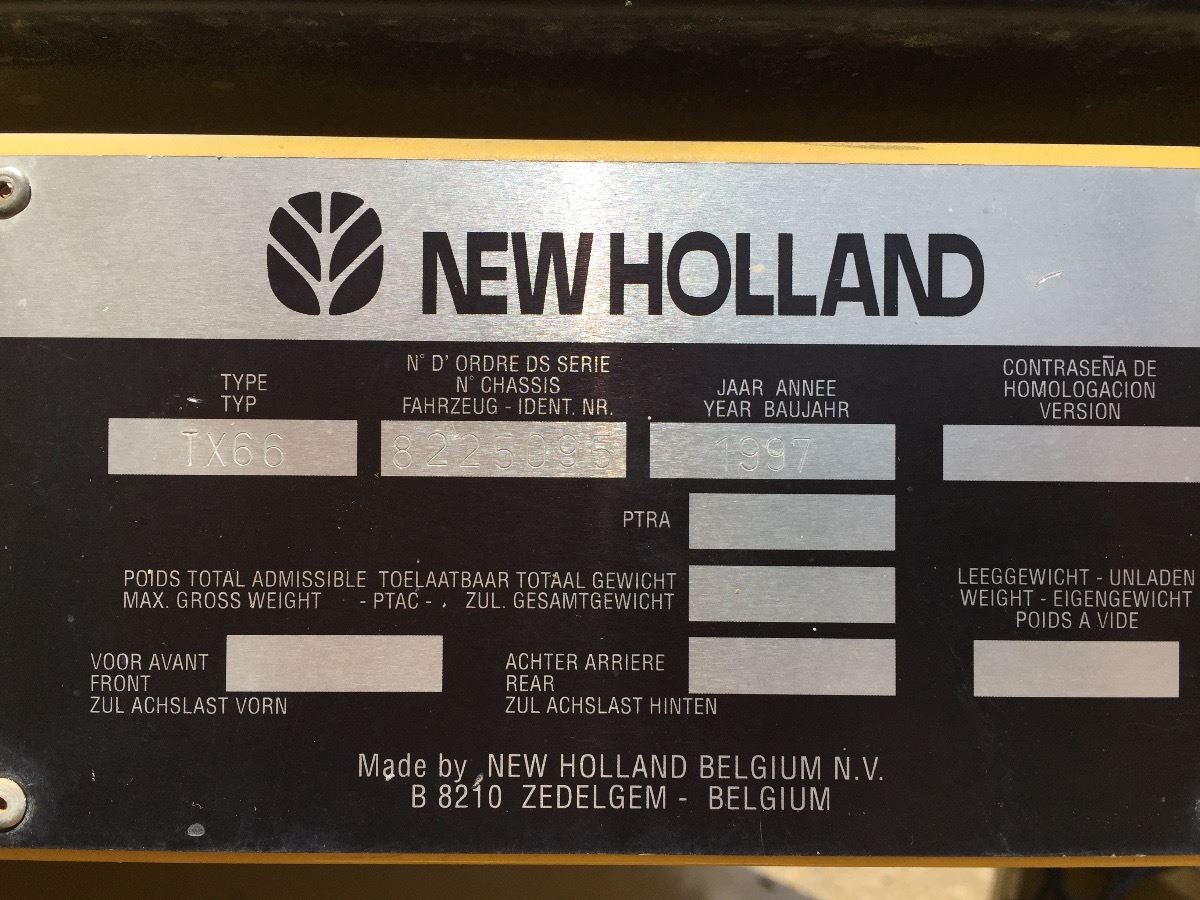 NEW HOLLAND
TYPE
TYP
TX66
N° D' ORDRE DS SERIE
N° CHASSIS
FAHRZEUG - IDENT. NR.
8225095
JAAR ANNEE
YEAR BAUJAHR
1997
CONTRASEÑA DE
HOMOLOGACION
VERSION
PTRA
POIDS TOTAL ADMISSIBLE TOELAATBAAR TOTAAL GEWICHT
MAX. GROSS WEIGHT - PTAC - ZUL. GESAMTGEWICHT
LEEGGEWICHT - UNLADEN
WEIGHT - EIGENGEWICHT
POIDS A VIDE
VOOR AVANT
FRONT
ZUL ACHSLAST VORN
ACHTER ARRIERE
REAR
ZUL ACHSLAST HINTEN
Made by NEW HOLLAND BELGIUM N.V.
B 8210 ZEDELGEM - BELGIUM